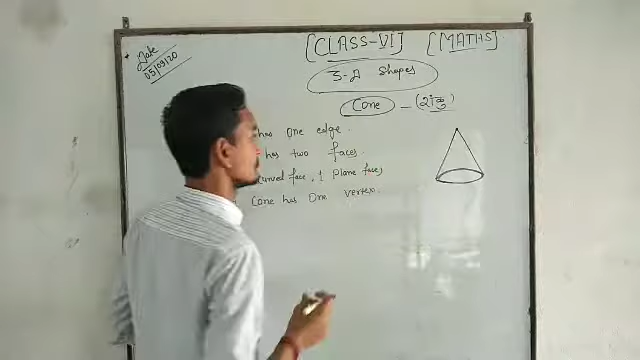 Date
05/09/20
[CLASS-VI] [MATHS]
3-D Shapes
Cone - (शंकु)
has one edge.
has two faces.
Curved face, 1 Plane face
Cone has One vertex.